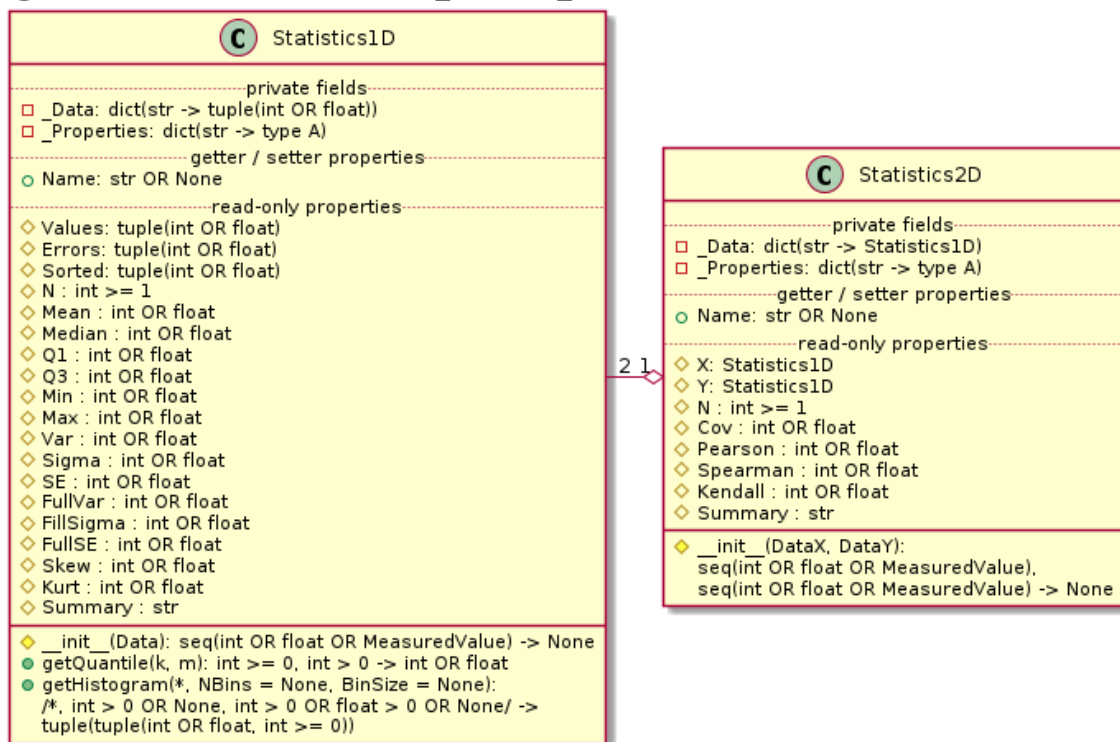 C Statistics1D
private fields
_Data: dict(str -> tuple(int OR float))
_Properties: dict(str -> type A)
getter / setter properties
Name: str OR None
read-only properties
Values: tuple(int OR float)
Errors: tuple(int OR float)
Sorted: tuple(int OR float)
N : int >= 1
Mean : int OR float
Median : int OR float
Q1 : int OR float
Q3 : int OR float
Min : int OR float
Max : int OR float
Var : int OR float
Sigma : int OR float
SE : int OR float
FullVar : int OR float
FillSigma : int OR float
FullSE : int OR float
Skew : int OR float
Kurt : int OR float
Summary : str
__init__(Data): seq(int OR float OR MeasuredValue) -> None
getQuantile(k, m): int >= 0, int > 0 -> int OR float
getHistogram(*, NBins = None, BinSize = None):
/*, int > 0 OR None, int > 0 OR float > 0 OR None/ ->
tuple(tuple(int OR float, int >= 0))
2 1
C Statistics2D
private fields
_Data: dict(str -> Statistics1D)
_Properties: dict(str -> type A)
getter / setter properties
Name: str OR None
read-only properties
X: Statistics1D
Y: Statistics1D
N : int >= 1
Cov : int OR float
Pearson : int OR float
Spearman : int OR float
Kendall : int OR float
Summary : str
__init__(DataX, DataY):
seq(int OR float OR MeasuredValue),
seq(int OR float OR MeasuredValue) -> None